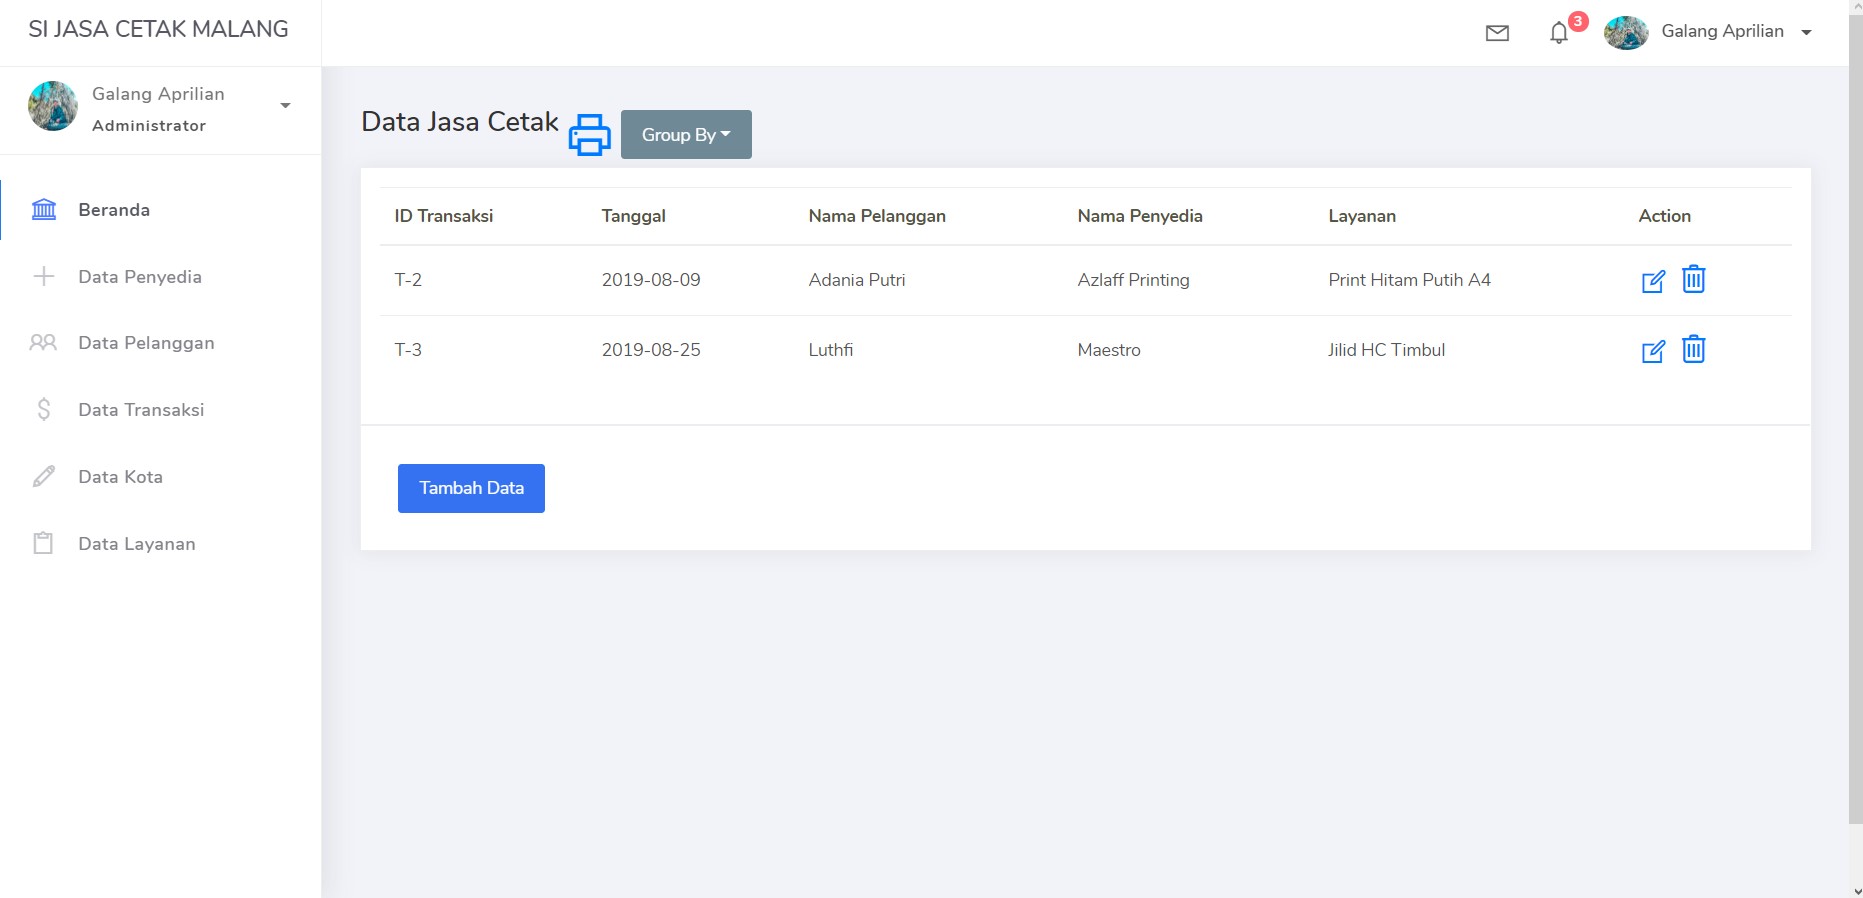 SI JASA CETAK MALANG
3
Galang Aprilian
Galang Aprilian
Administrator
Beranda
Data Penyedia
Data Pelanggan
Data Transaksi
Data Kota
Data Layanan
Data Jasa Cetak
Group By
ID Transaksi Tanggal Nama Pelanggan Nama Penyedia Layanan Action
T-2 2019-08-09 Adania Putri Azlaff Printing Print Hitam Putih A4
T-3 2019-08-25 Luthfi Maestro Jilid HC Timbul
Tambah Data